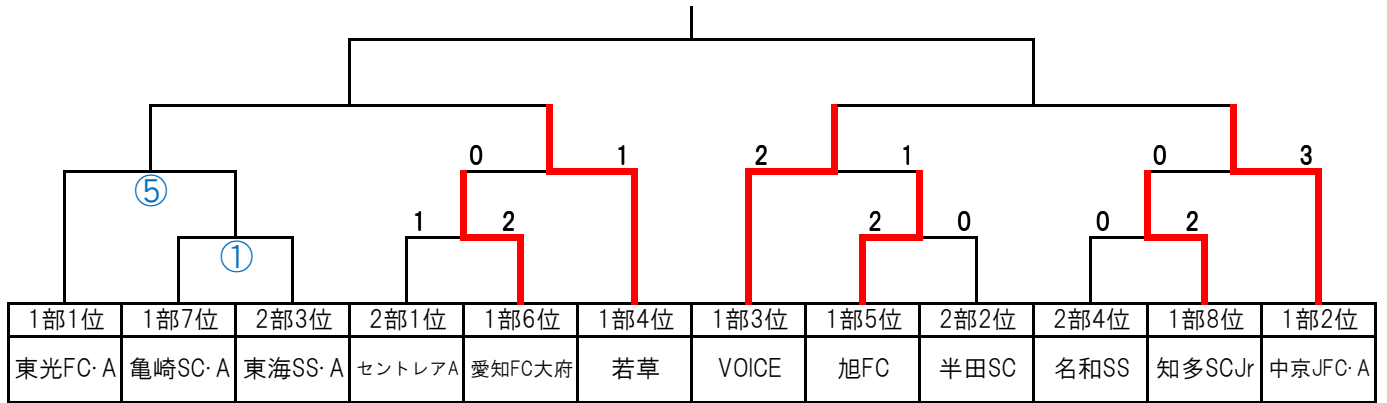 0 1 2 1 0 3
⑤
1 2 2 0 0 2
①
1部1位 1部7位 2部3位 2部1位 1部6位 1部4位 1部3位 1部5位 2部2位 2部4位 1部8位 1部2位
東光FC·A 亀崎SC·A 東海SS·A セントレアA 愛知FC大府 若草 VOICE 旭FC 半田SC 名和SS 知多SCJr 中京JFC·A